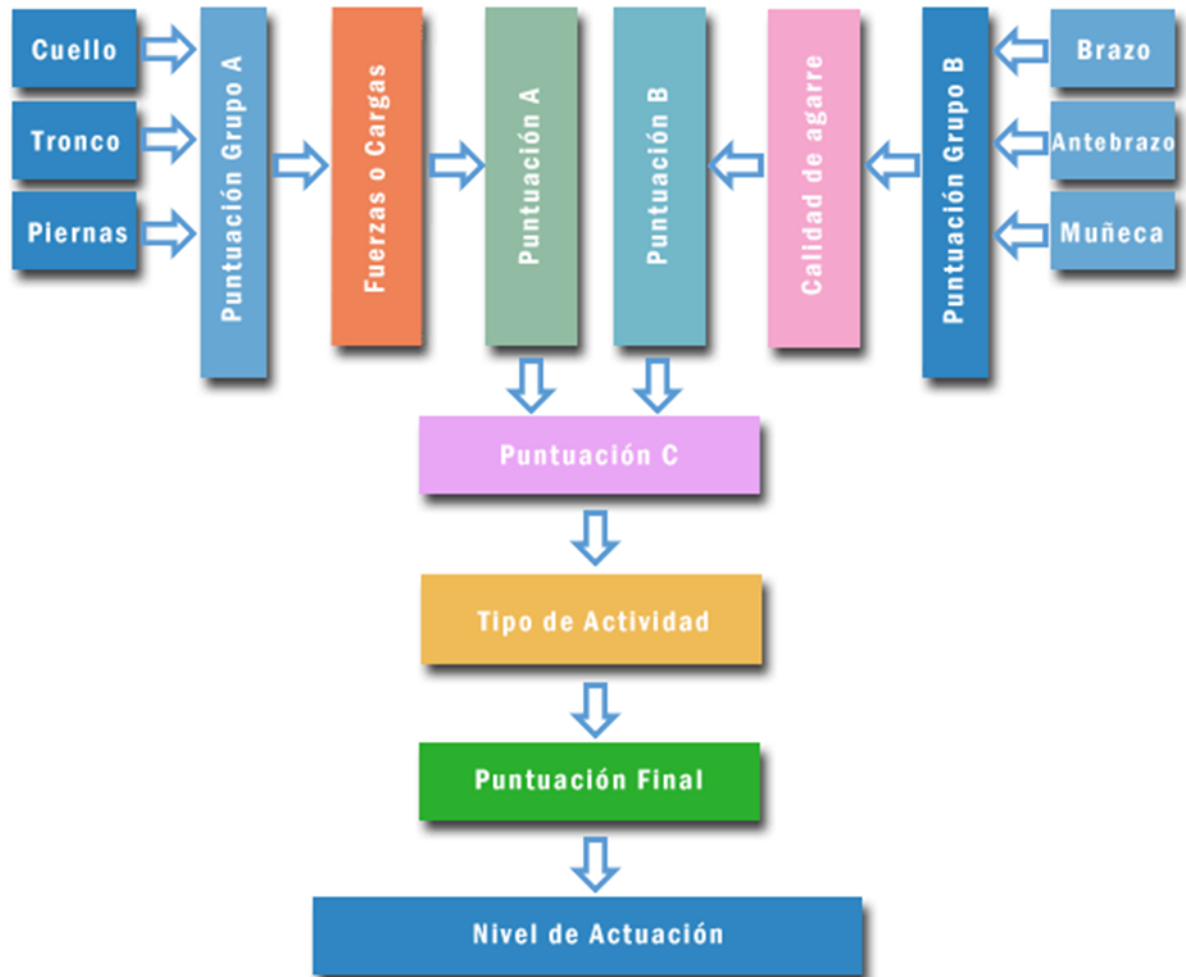 Cuello
Tronco
Piernas
Puntuación Grupo A
Fuerzas o Cargas
Puntuación A
Puntuación B
Calidad de agarre
Puntuación Grupo B
Brazo
Antebrazo
Muñeca
Puntuación C
Tipo de Actividad
Puntuación Final
Nivel de Actuación